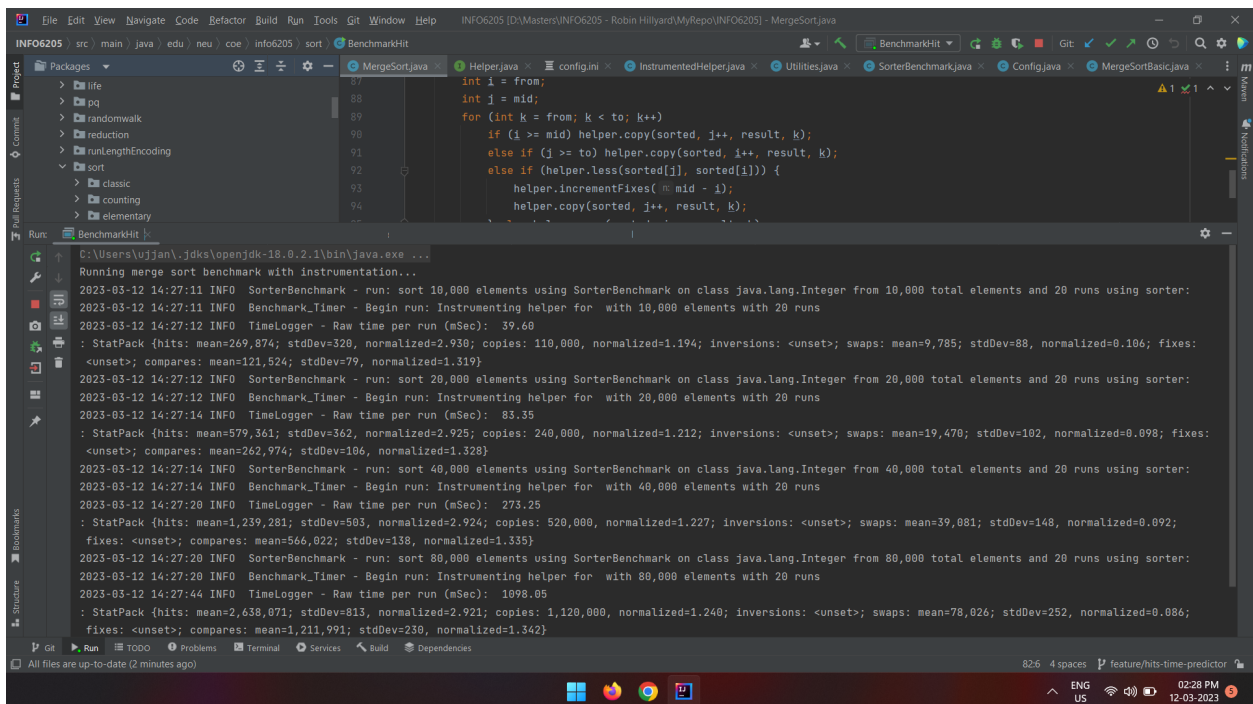 File Edit View Navigate Code Refactor Build Run Tools Git Window Help INFO6205 [D:\Masters\INFO6205 - Robin Hillyard\MyRepo\INFO6205] - MergeSort.java
INFO6205 src main java edu neu coe info6205 sort BenchmarkHit BenchmarkHit Git:
Project Packages MergeSort.java Helper.java config.ini InstrumentedHelper.java Utilities.java SorterBenchmark.java Config.java MergeSortBasic.java Maven
life
pq
randomwalk
reduction
runLengthEncoding
sort
classic
counting
elementary
87 int i = from;
88 int j = mid;
89 for (int k = from; k < to; k++)
90 if (i >= mid) helper.copy(sorted, j++, result, k);
91 else if (j >= to) helper.copy(sorted, i++, result, k);
92 else if (helper.less(sorted[j], sorted[i])) {
93 helper.incrementFixes( n: mid - i);
94 helper.copy(sorted, j++, result, k);
1 1
Commit
Pull Requests
Notifications
Run: BenchmarkHit
C:\Users\ujjan\.jdks\openjdk-18.0.2.1\bin\java.exe ...
Running merge sort benchmark with instrumentation...
2023-03-12 14:27:11 INFO SorterBenchmark - run: sort 10,000 elements using SorterBenchmark on class java.lang.Integer from 10,000 total elements and 20 runs using sorter:
2023-03-12 14:27:11 INFO Benchmark_Timer - Begin run: Instrumenting helper for with 10,000 elements with 20 runs
2023-03-12 14:27:12 INFO TimeLogger - Raw time per run (mSec): 39.60
: StatPack {hits: mean=269,874; stdDev=320, normalized=2.930; copies: 110,000, normalized=1.194; inversions: <unset>; swaps: mean=9,785; stdDev=88, normalized=0.106; fixes:
<unset>; compares: mean=121,524; stdDev=79, normalized=1.319}
2023-03-12 14:27:12 INFO SorterBenchmark - run: sort 20,000 elements using SorterBenchmark on class java.lang.Integer from 20,000 total elements and 20 runs using sorter:
2023-03-12 14:27:12 INFO Benchmark_Timer - Begin run: Instrumenting helper for with 20,000 elements with 20 runs
2023-03-12 14:27:14 INFO TimeLogger - Raw time per run (mSec): 83.35
: StatPack {hits: mean=579,361; stdDev=362, normalized=2.925; copies: 240,000, normalized=1.212; inversions: <unset>; swaps: mean=19,470; stdDev=102, normalized=0.098; fixes:
<unset>; compares: mean=262,974; stdDev=106, normalized=1.328}
2023-03-12 14:27:14 INFO SorterBenchmark - run: sort 40,000 elements using SorterBenchmark on class java.lang.Integer from 40,000 total elements and 20 runs using sorter:
2023-03-12 14:27:14 INFO Benchmark_Timer - Begin run: Instrumenting helper for with 40,000 elements with 20 runs
2023-03-12 14:27:20 INFO TimeLogger - Raw time per run (mSec): 273.25
: StatPack {hits: mean=1,239,281; stdDev=503, normalized=2.924; copies: 520,000, normalized=1.227; inversions: <unset>; swaps: mean=39,081; stdDev=148, normalized=0.092;
fixes: <unset>; compares: mean=566,022; stdDev=138, normalized=1.335}
2023-03-12 14:27:20 INFO SorterBenchmark - run: sort 80,000 elements using SorterBenchmark on class java.lang.Integer from 80,000 total elements and 20 runs using sorter:
2023-03-12 14:27:20 INFO Benchmark_Timer - Begin run: Instrumenting helper for with 80,000 elements with 20 runs
2023-03-12 14:27:44 INFO TimeLogger - Raw time per run (mSec): 1098.05
: StatPack {hits: mean=2,638,071; stdDev=813, normalized=2.921; copies: 1,120,000, normalized=1.240; inversions: <unset>; swaps: mean=78,026; stdDev=252, normalized=0.086;
fixes: <unset>; compares: mean=1,211,991; stdDev=230, normalized=1.342}
Bookmarks
Structure
Git Run TODO Problems Terminal Services Build Dependencies
All files are up-to-date (2 minutes ago) 82:6 4 spaces feature/hits-time-predictor
ENG US 02:28 PM 12-03-2023 5